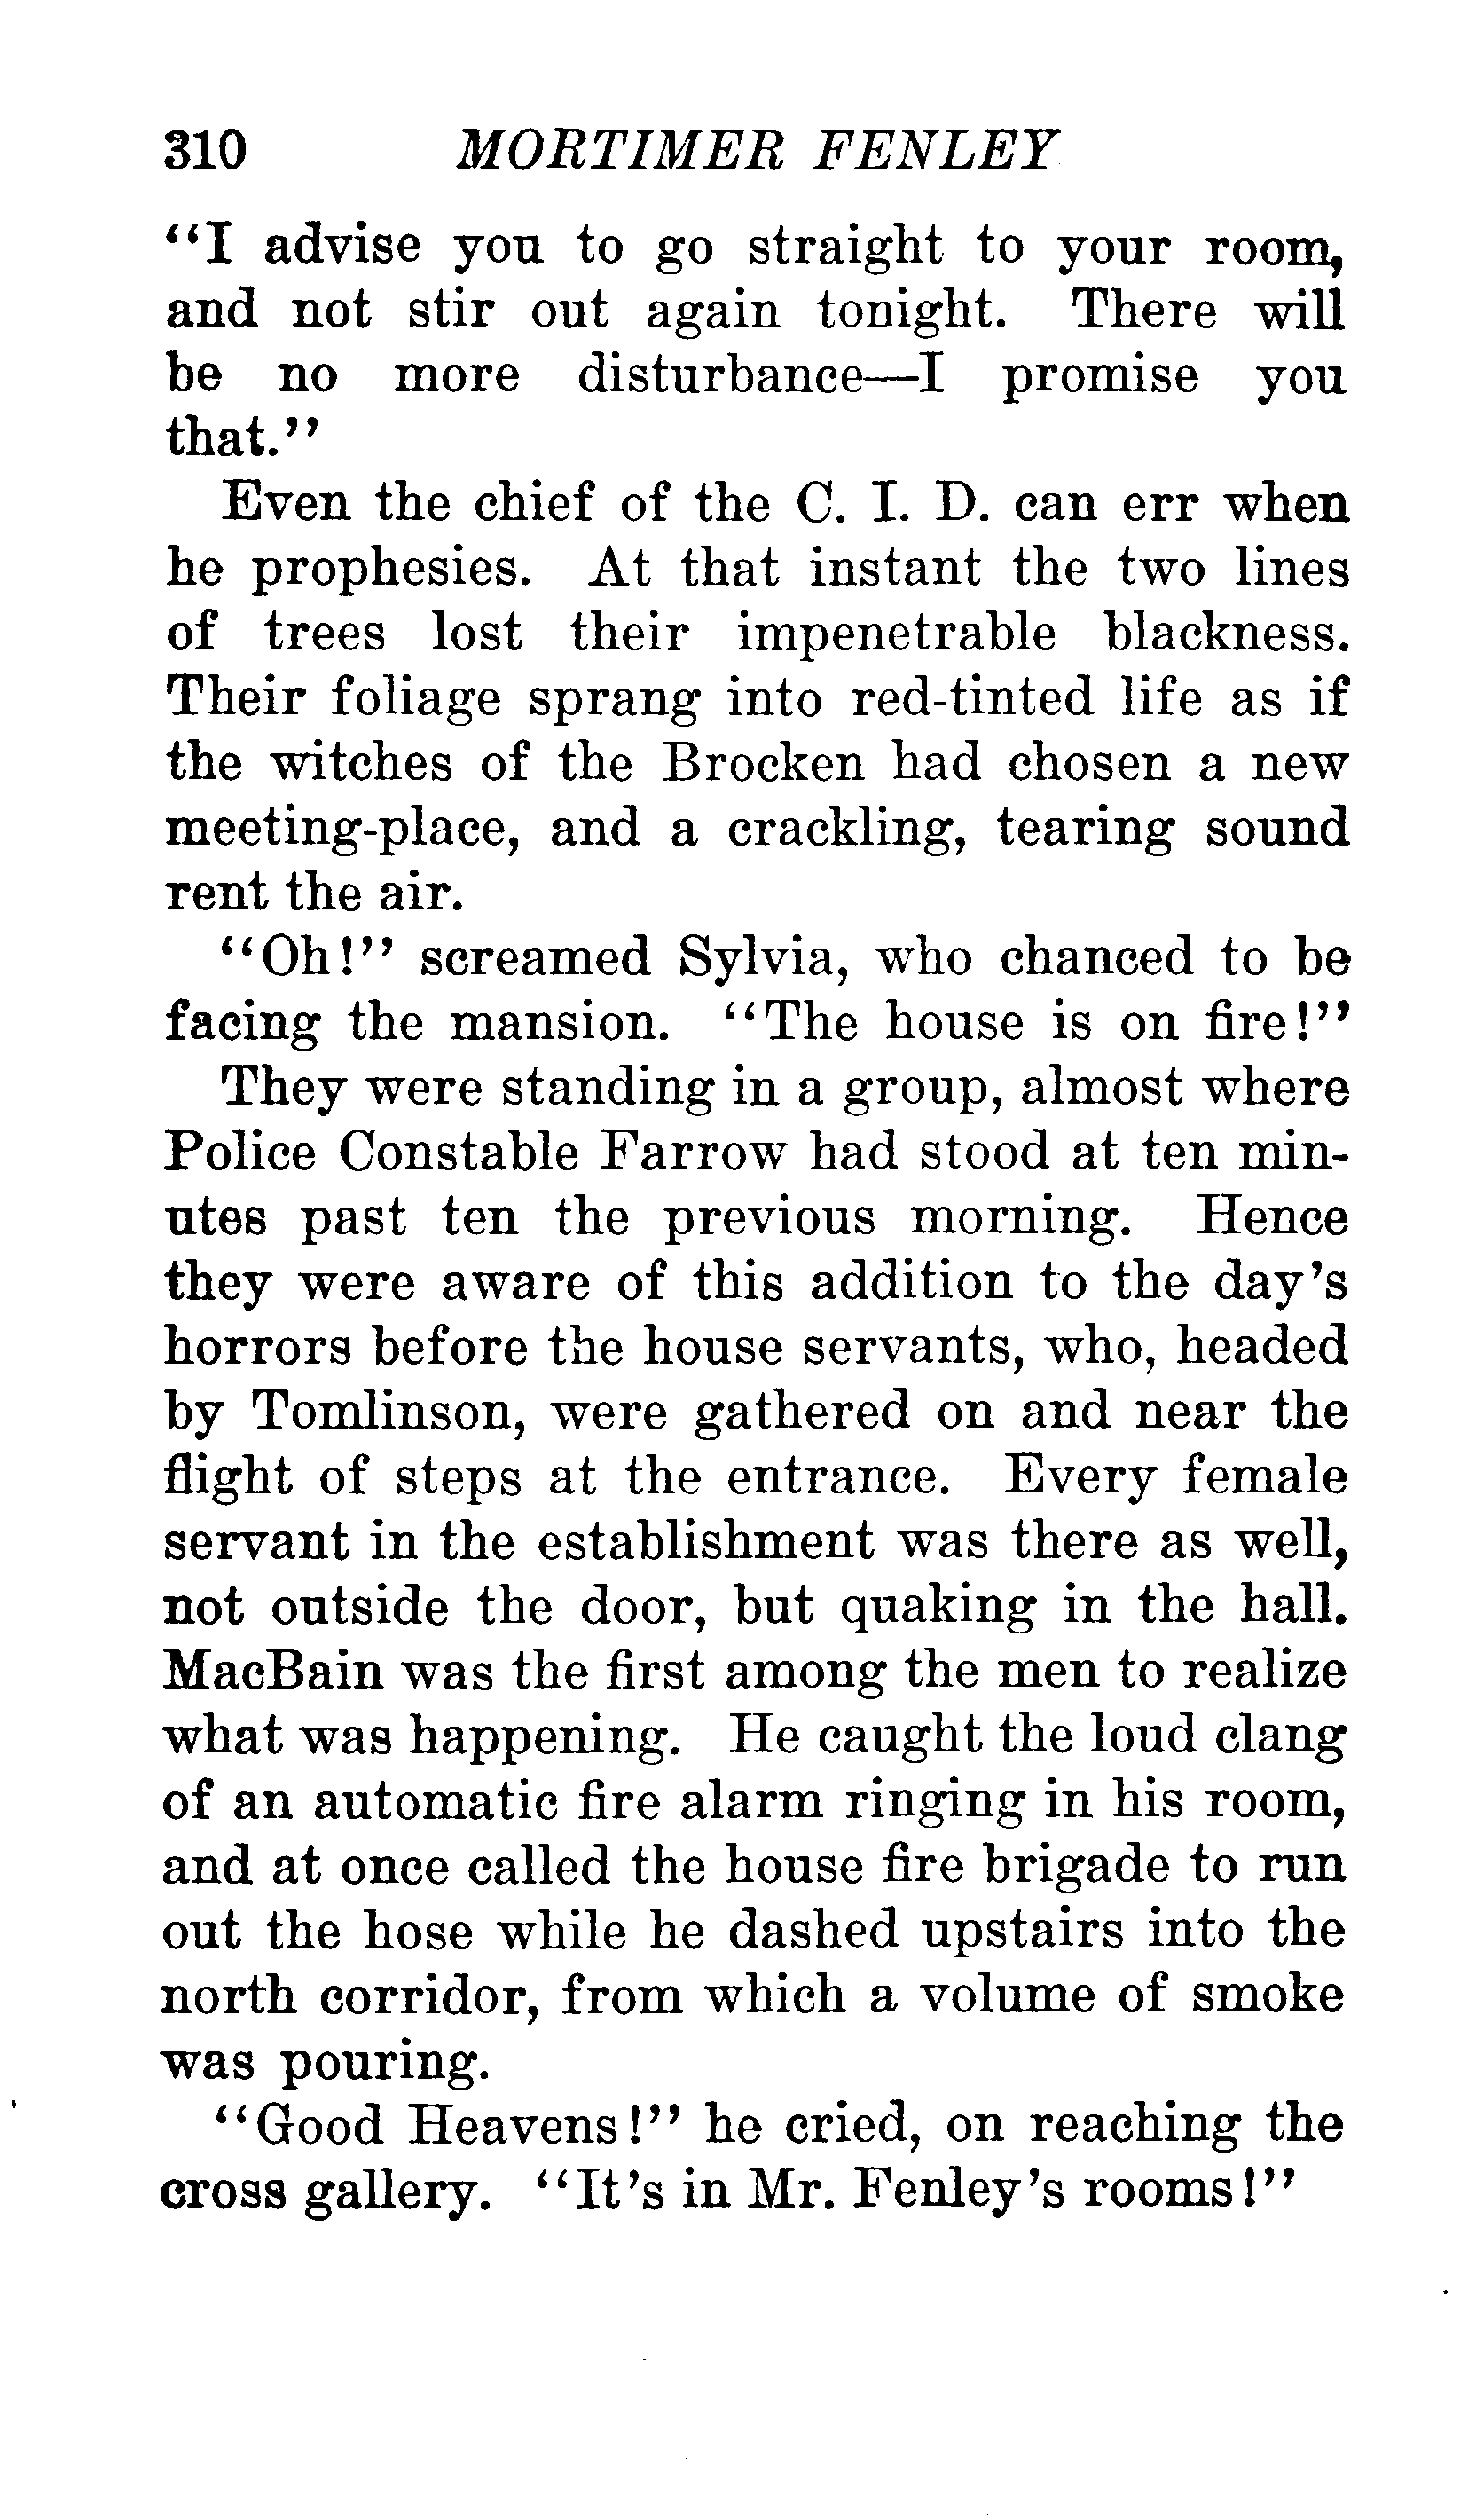 310 MORTIMER FENLEY
“I advise you to go straight to your room,
and not stir out again tonight. There will
be no more disturbance—I promise you
that.”
Even the chief of the C. I. D. can err when
he prophesies. At that instant the two lines
of trees lost their impenetrable blackness.
Their foliage sprang into red-tinted life as if
the witches of the Brocken had chosen a new
meeting-place, and a crackling, tearing sound
rent the air.
“Oh!” screamed Sylvia, who chanced to be
facing the mansion. “The house is on fire!”
They were standing in a group, almost where
Police Constable Farrow had stood at ten min-
utes past ten the previous morning. Hence
they were aware of this addition to the day’s
horrors before the house servants, who, headed
by Tomlinson, were gathered on and near the
flight of steps at the entrance. Every female
servant in the establishment was there as well,
not outside the door, but quaking in the hall.
MacBain was the first among the men to realize
what was happening. He caught the loud clang
of an automatic fire alarm ringing in his room,
and at once called the house fire brigade to run
out the hose while he dashed upstairs into the
north corridor, from which a volume of smoke
was pouring.
“Good Heavens!” he cried, on reaching the
cross gallery. “It’s in Mr. Fenley’s rooms!”